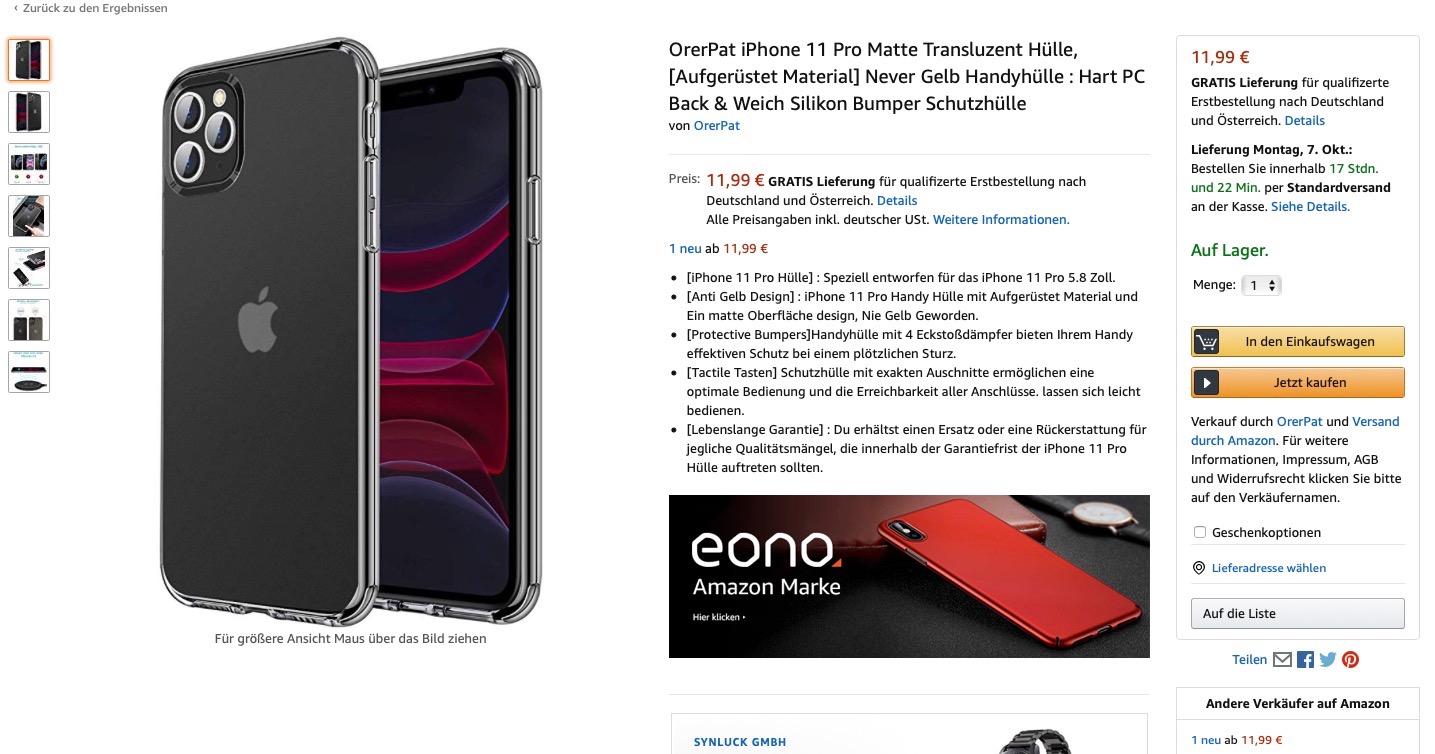 ‹ Zurück zu den Ergebnissen
Für größere Ansicht Maus über das Bild ziehen
OrerPat iPhone 11 Pro Matte Transluzent Hülle,
[Aufgerüstet Material] Never Gelb Handyhülle : Hart PC
Back & Weich Silikon Bumper Schutzhülle
von OrerPat
Preis: 11,99 € GRATIS Lieferung für qualifizerte Erstbestellung nach
Deutschland und Österreich. Details
Alle Preisangaben inkl. deutscher USt. Weitere Informationen.
1 neu ab 11,99 €
• [iPhone 11 Pro Hülle] : Speziell entworfen für das iPhone 11 Pro 5.8 Zoll.
• [Anti Gelb Design] : iPhone 11 Pro Handy Hülle mit Aufgerüstet Material und
Ein matte Oberfläche design, Nie Gelb Geworden.
• [Protective Bumpers]Handyhülle mit 4 Eckstoßdämpfer bieten Ihrem Handy
effektiven Schutz bei einem plötzlichen Sturz.
• [Tactile Tasten] Schutzhülle mit exakten Auschnitte ermöglichen eine
optimale Bedienung und die Erreichbarkeit aller Anschlüsse. lassen sich leicht
bedienen.
• [Lebenslange Garantie] : Du erhältst einen Ersatz oder eine Rückerstattung für
jegliche Qualitätsmängel, die innerhalb der Garantiefrist der iPhone 11 Pro
Hülle auftreten sollten.
eono
Amazon Marke
Hier klicken ›
SYNLUCK GMBH
11,99 €
GRATIS Lieferung für qualifizerte
Erstbestellung nach Deutschland
und Österreich. Details
Lieferung Montag, 7. Okt.:
Bestellen Sie innerhalb 17 Stdn.
und 22 Min. per Standardversand
an der Kasse. Siehe Details.
Auf Lager.
Menge: 1
In den Einkaufswagen
Jetzt kaufen
Verkauf durch OrerPat und Versand
durch Amazon. Für weitere
Informationen, Impressum, AGB
und Widerrufsrecht klicken Sie bitte
auf den Verkäufernamen.
Geschenkoptionen
Lieferadresse wählen
Auf die Liste
Teilen
Andere Verkäufer auf Amazon
1 neu ab 11,99 €